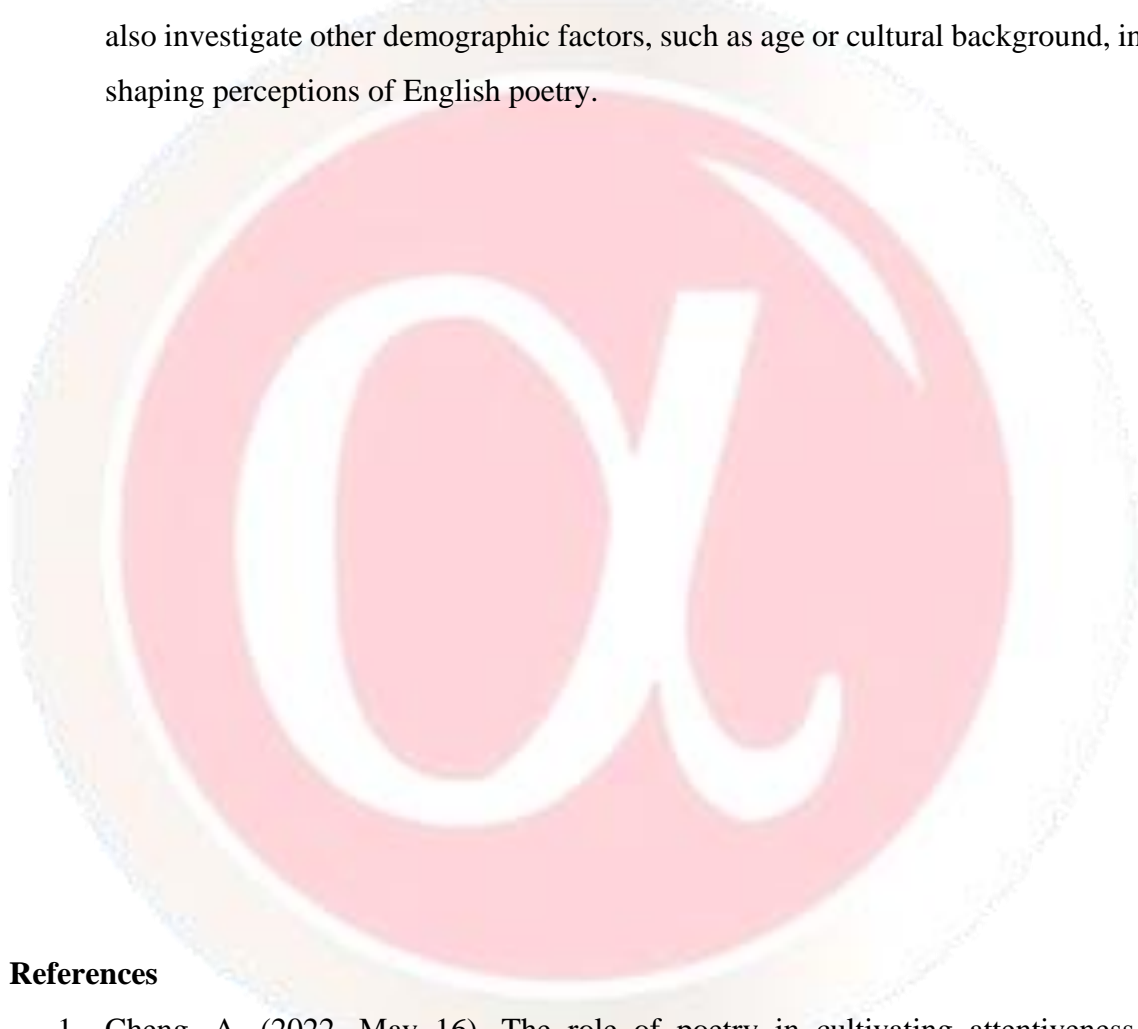 also investigate other demographic factors, such as age or cultural background, in
shaping perceptions of English poetry.
α
References
1. Cheng, A. (2022, May 16). The role of poetry in cultivating attentiveness